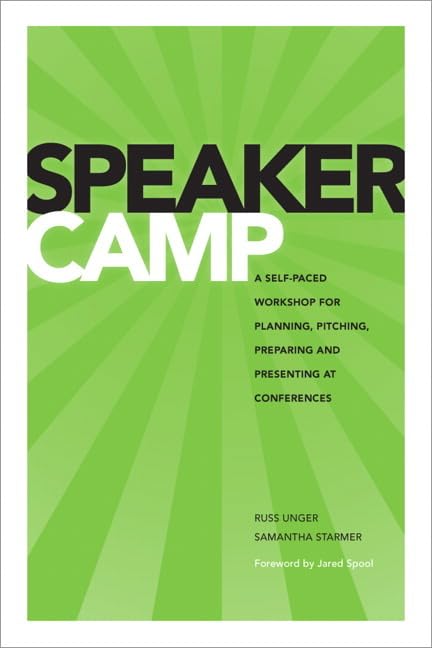 SPEAKER
CAMP
A SELF-PACED
WORKSHOP FOR
PLANNING, PITCHING,
PREPARING AND
PRESENTING AT
CONFERENCES
RUSS UNGER
SAMANTHA STARMER
Foreword by Jared Spool